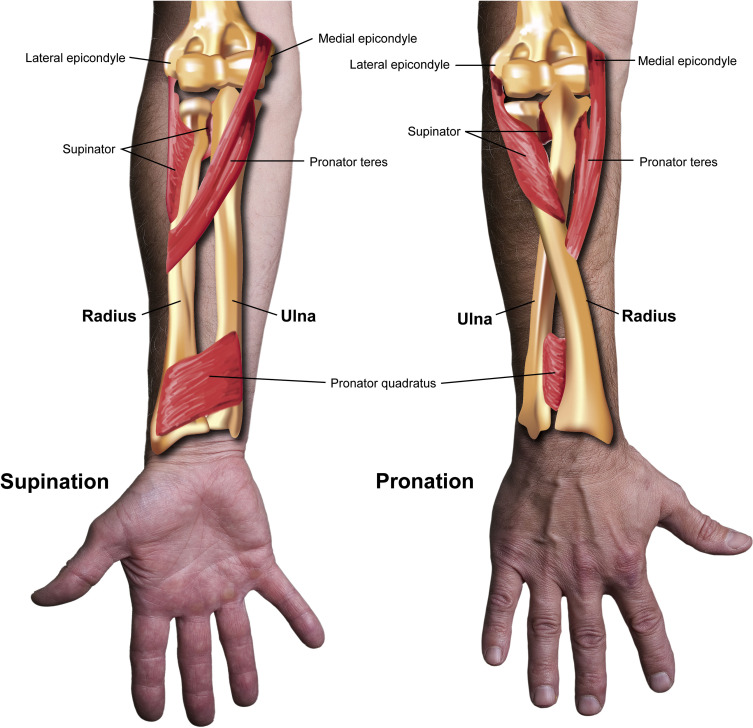 Medial epicondyle
Lateral epicondyle
Supinator
Pronator teres
Radius
Ulna
Supination
Pronator quadratus
Lateral epicondyle
Medial epicondyle
Supinator
Pronator teres
Ulna
Radius
Pronation